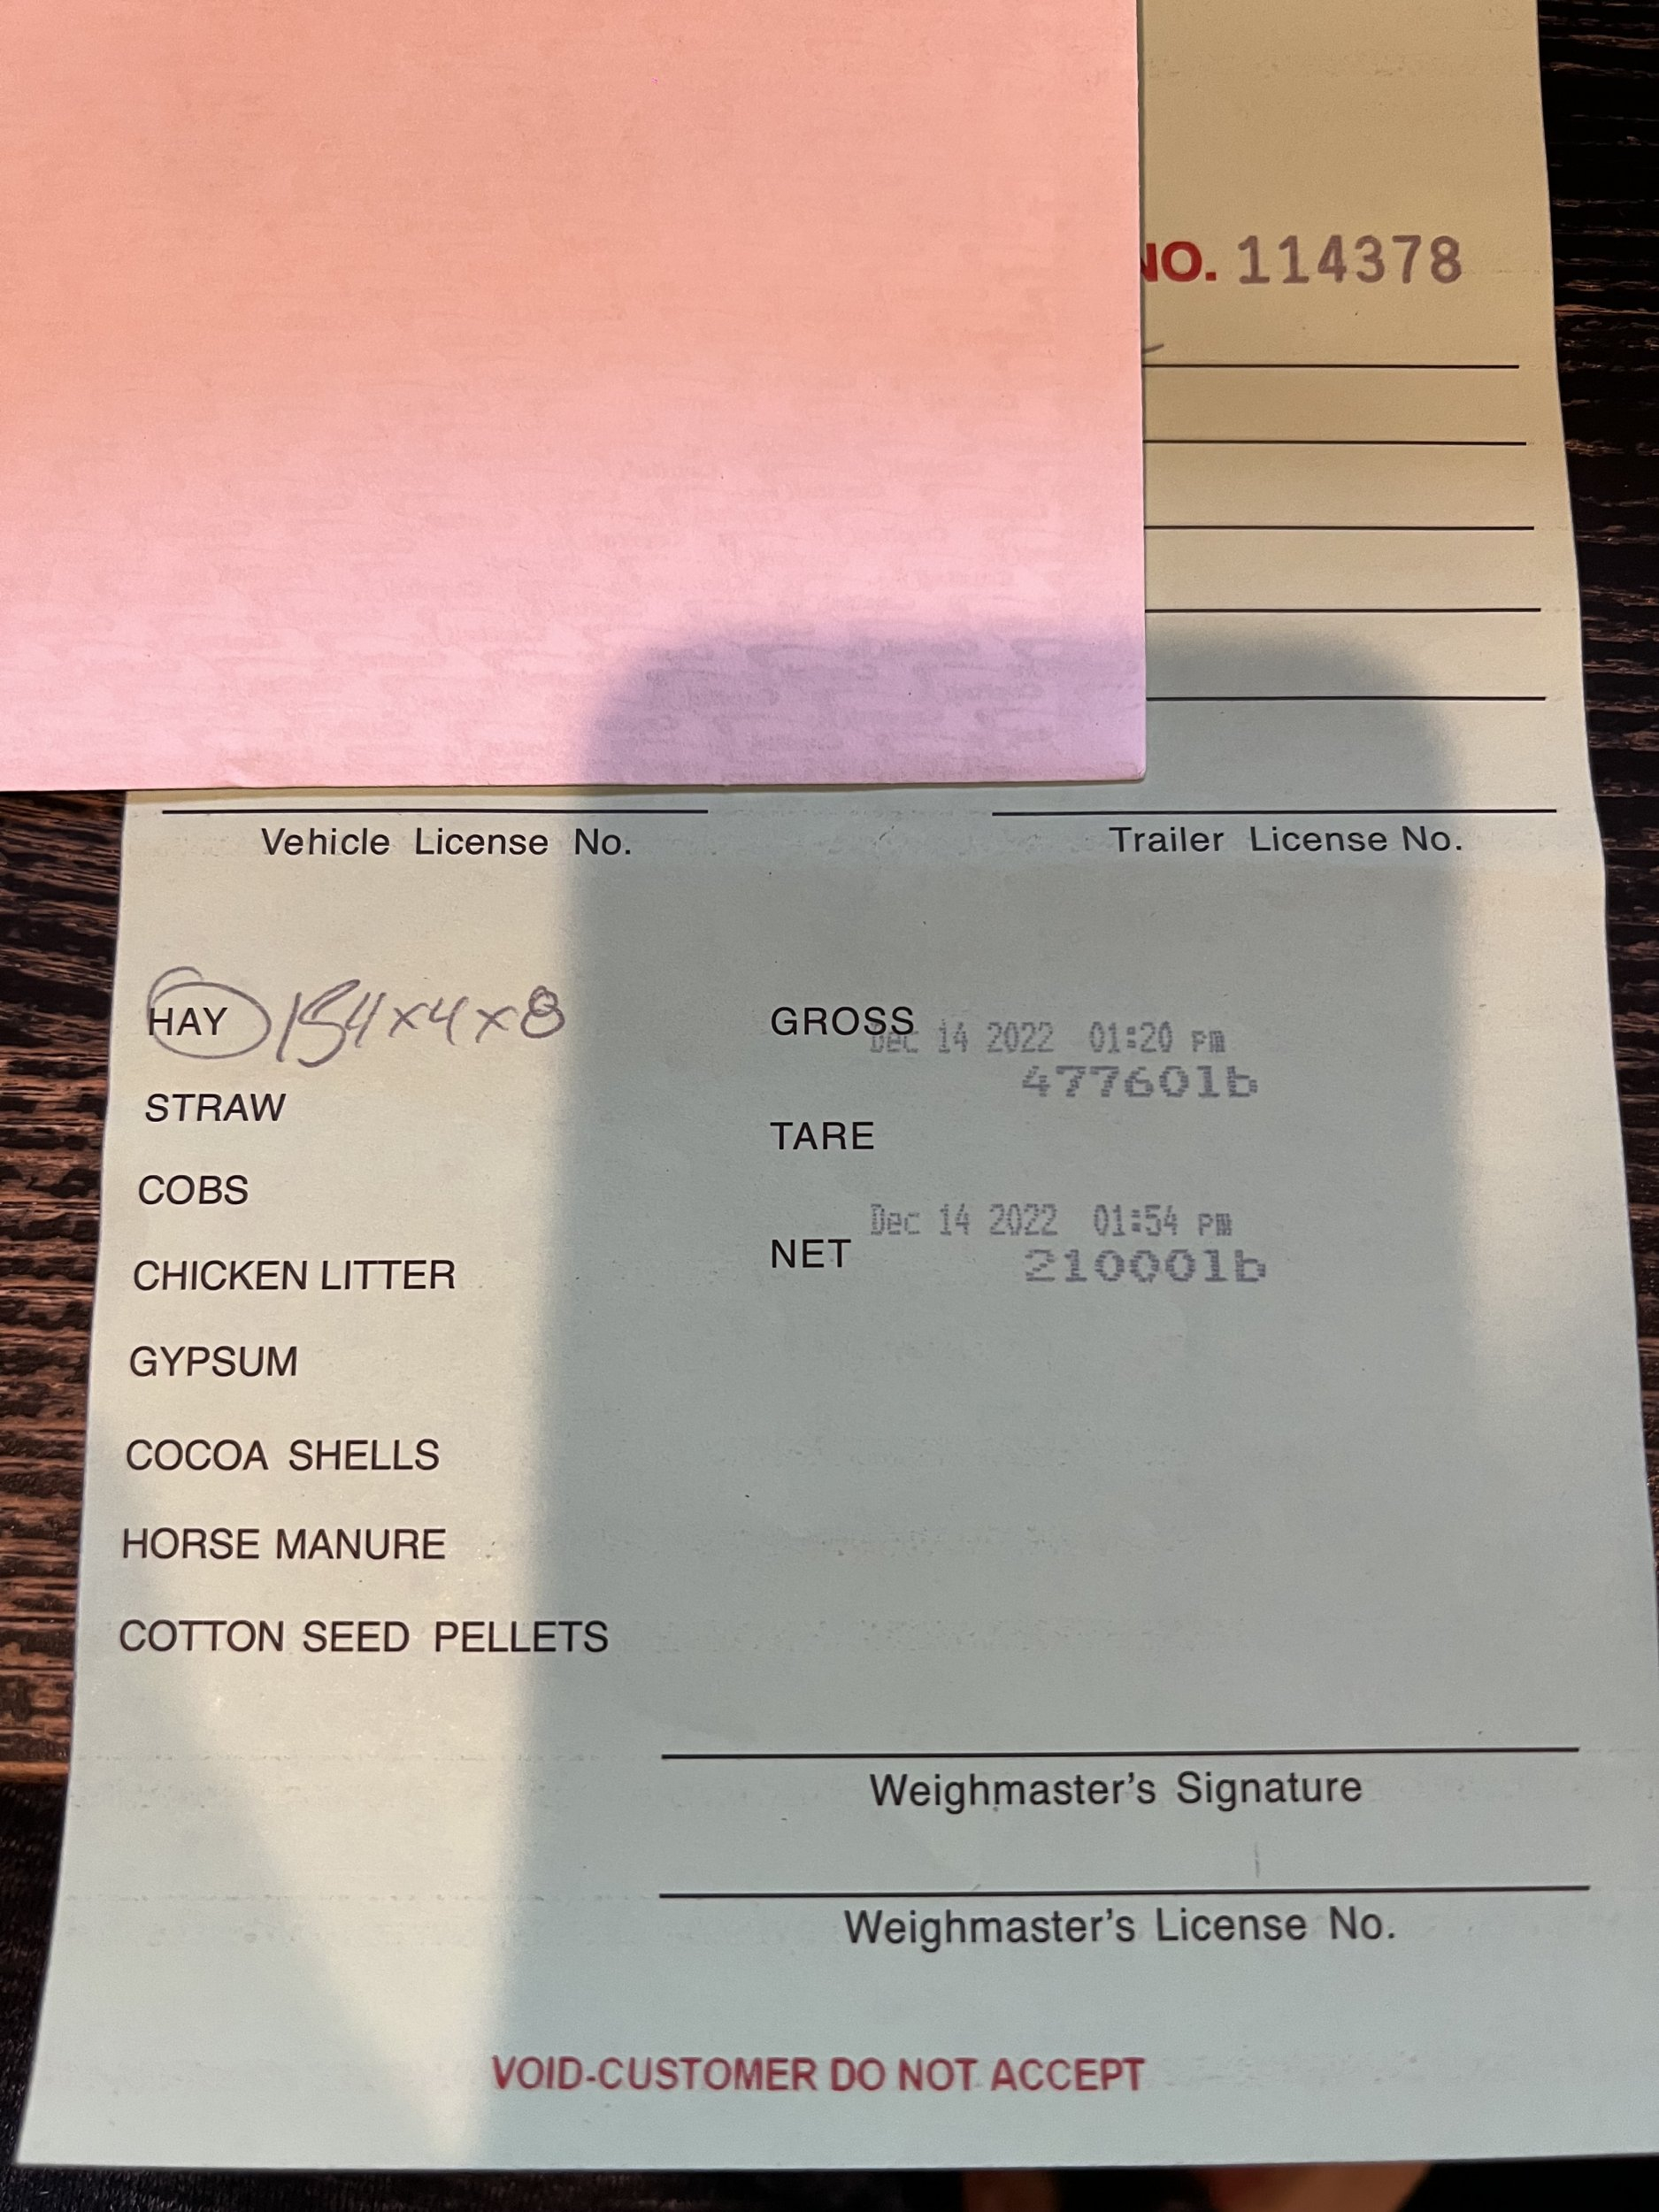 NO. 114378
Vehicle License No. Trailer License No.
HAY 154x4x8 GROSS
Dec 14 2022 01:20 pm
47760lb
STRAW
TARE
COBS
Dec 14 2022 01:54 pm
NET
21000lb
CHICKEN LITTER
GYPSUM
COCOA SHELLS
HORSE MANURE
COTTON SEED PELLETS
Weighmaster's Signature
Weighmaster's License No.
VOID-CUSTOMER DO NOT ACCEPT